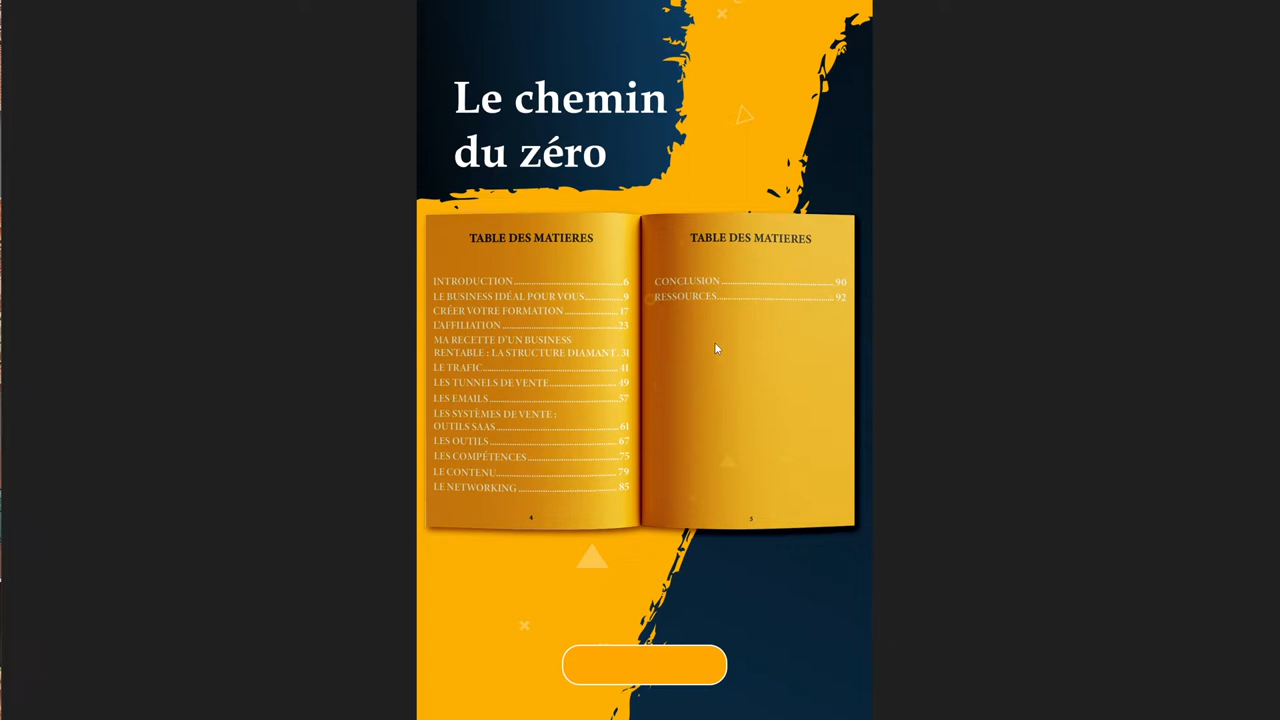 Le chemin
du zéro
TABLE DES MATIERES
INTRODUCTION 6
LE BUSINESS IDÉAL POUR VOUS 9
CRÉER VOTRE FORMATION 17
L'AFFILIATION 23
MA RECETTE D'UN BUSINESS
RENTABLE : LA STRUCTURE DIAMANT 31
LE TRAFIC 41
LES TUNNELS DE VENTE 49
LES EMAILS 57
LES SYSTÈMES DE VENTE :
OUTILS SAAS 61
LES OUTILS 67
LES COMPÉTENCES 75
LE CONTENU 79
LE NETWORKING 85
4
TABLE DES MATIERES
CONCLUSION 90
RESSOURCES 92
5